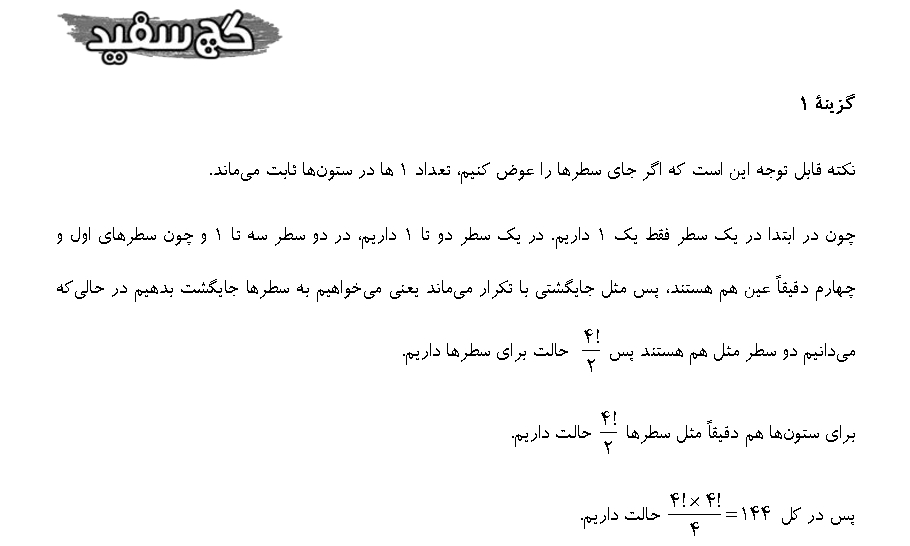 گچ سفید
گزینهٔ ۱
نکته قابل توجه این است که اگر جای سطرها را عوض کنیم، تعداد ۱ ها در ستون‌ها ثابت می‌ماند.
چون در ابتدا در یک سطر فقط یک ۱ داریم. در یک سطر دو تا ۱ داریم، در دو سطر سه تا ۱ و چون سطرهای اول و
چهارم دقیقاً عین هم هستند، پس مثل جایگشتی با تکرار می‌ماند یعنی می‌خواهیم به سطرها جایگشت بدهیم در حالی‌که
می‌دانیم دو سطر مثل هم هستند پس ۴!/۲ حالت برای سطرها داریم.
برای ستون‌ها هم دقیقاً مثل سطرها ۴!/۲ حالت داریم.
پس در کل ۴!×۴!/۴ = ۱۴۴ حالت داریم.